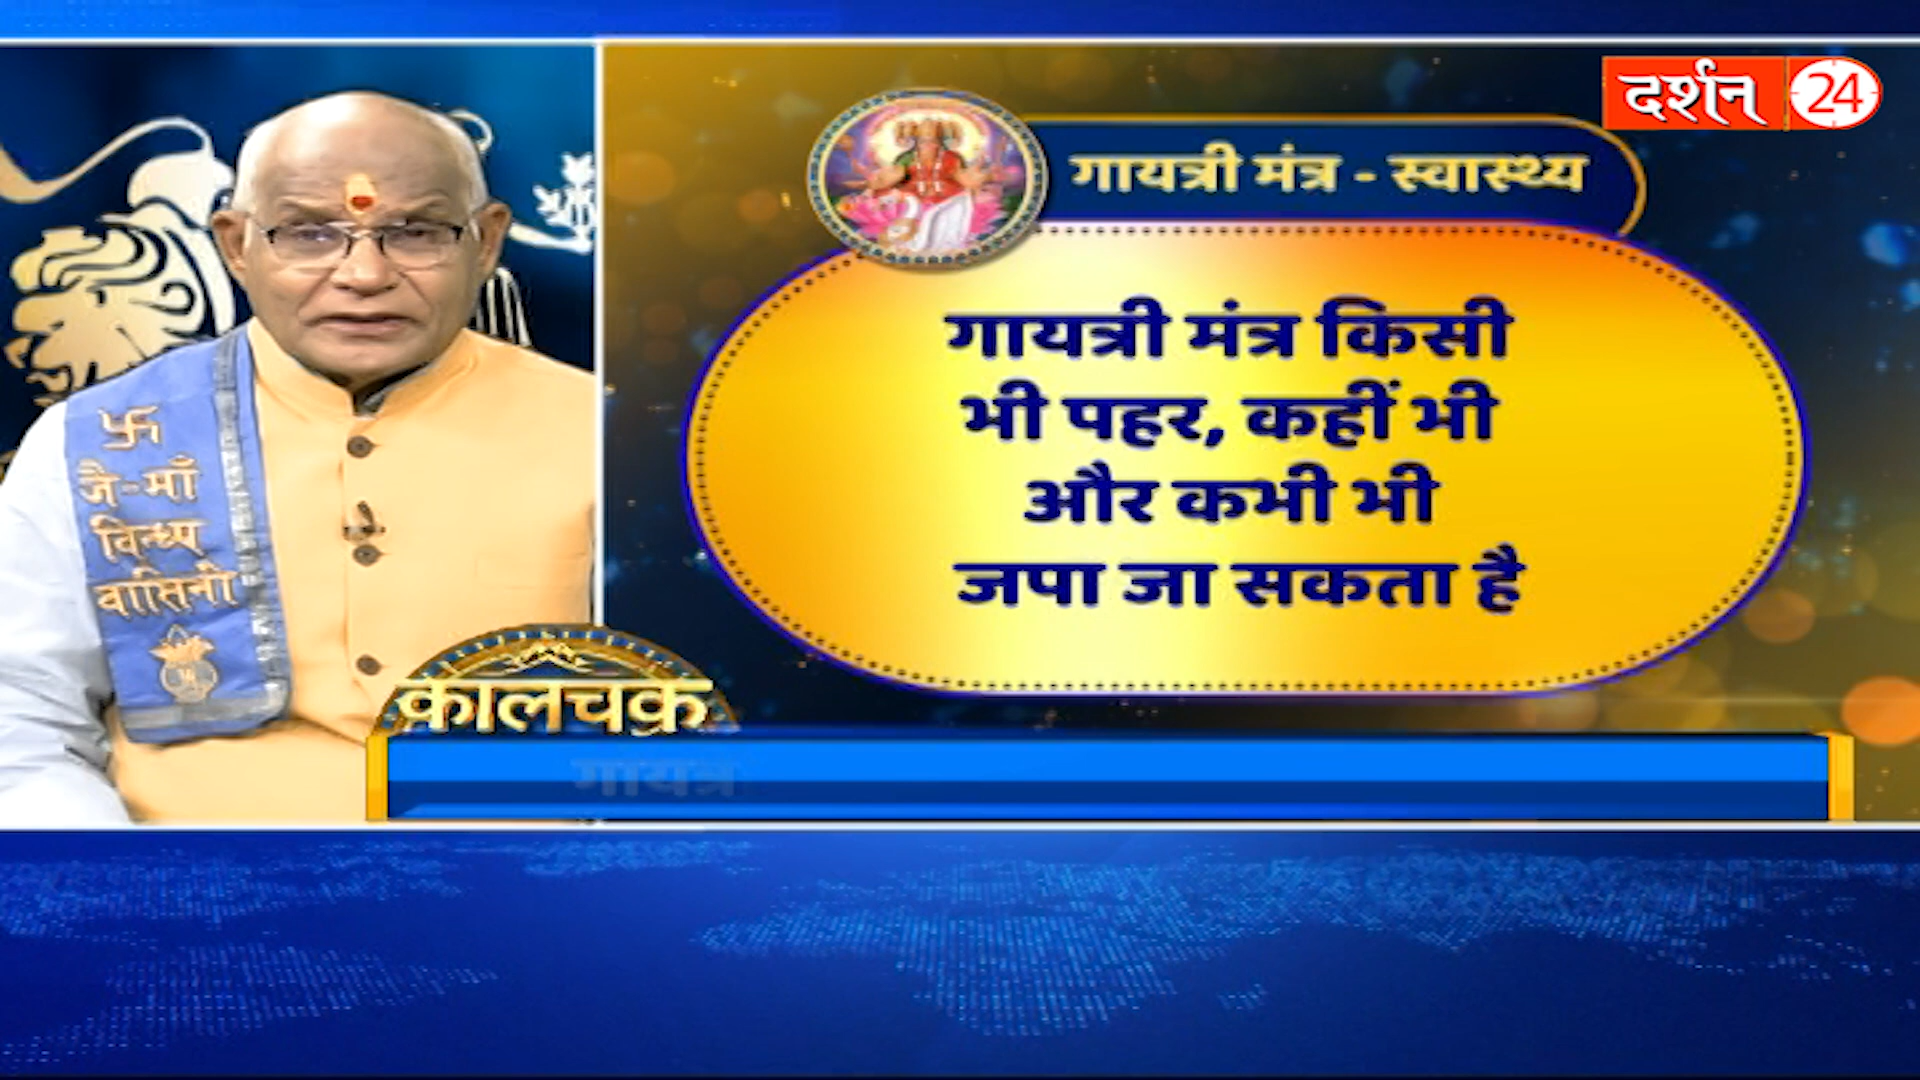 दर्शन 24
गायत्री मंत्र - स्वास्थ्य
गायत्री मंत्र किसी
भी पहर, कहीं भी
और कभी भी
जपा जा सकता है
जै-माँ
विन्ध्य
वासिनी
कालचक्र